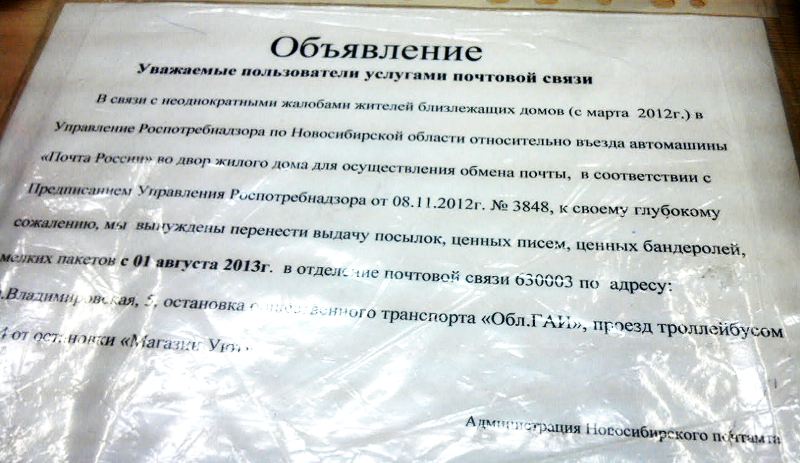 Объявление
Уважаемые пользователи услугами почтовой связи
В связи с неоднократными жалобами жителей близлежащих домов (с марта 2012г.) в
Управление Роспотребнадзора по Новосибирской области относительно въезда автомашины
«Почта России» во двор жилого дома для осуществления обмена почты, в соответствии с
Предписанием Управления Роспотребнадзора от 08.11.2012г. № 3848, к своему глубокому
сожалению, мы вынуждены перенести выдачу посылок, ценных писем, ценных бандеролей,
мелких пакетов с 01 августа 2013г. в отделение почтовой связи 630003 по адресу:
.Владимировская, 5, остановка общественного транспорта «Обл.ГАИ», проезд троллейбусом
от остановки «Магазин
Администрация Новосибирского почтамта